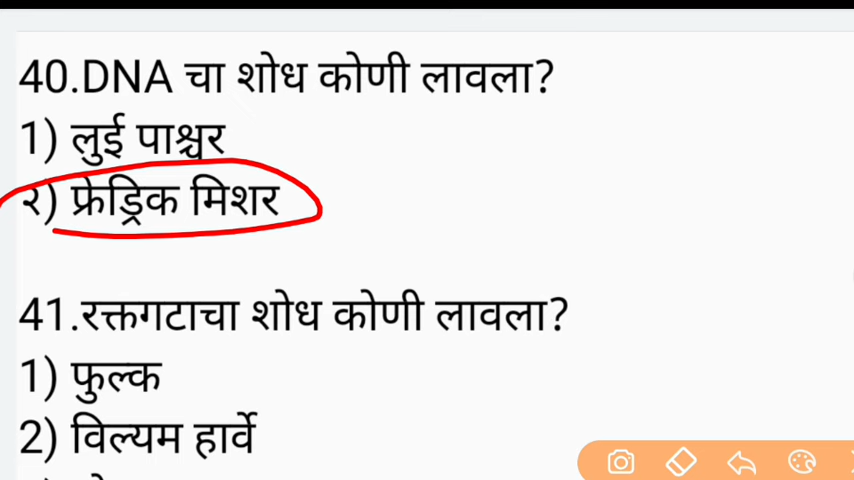 40.DNA चा शोध कोणी लावला?
1) लुई पाश्चर
२) फ्रेड्रिक मिशर
41.रक्तगटाचा शोध कोणी लावला?
1) फुल्क
2) विल्यम हार्वे